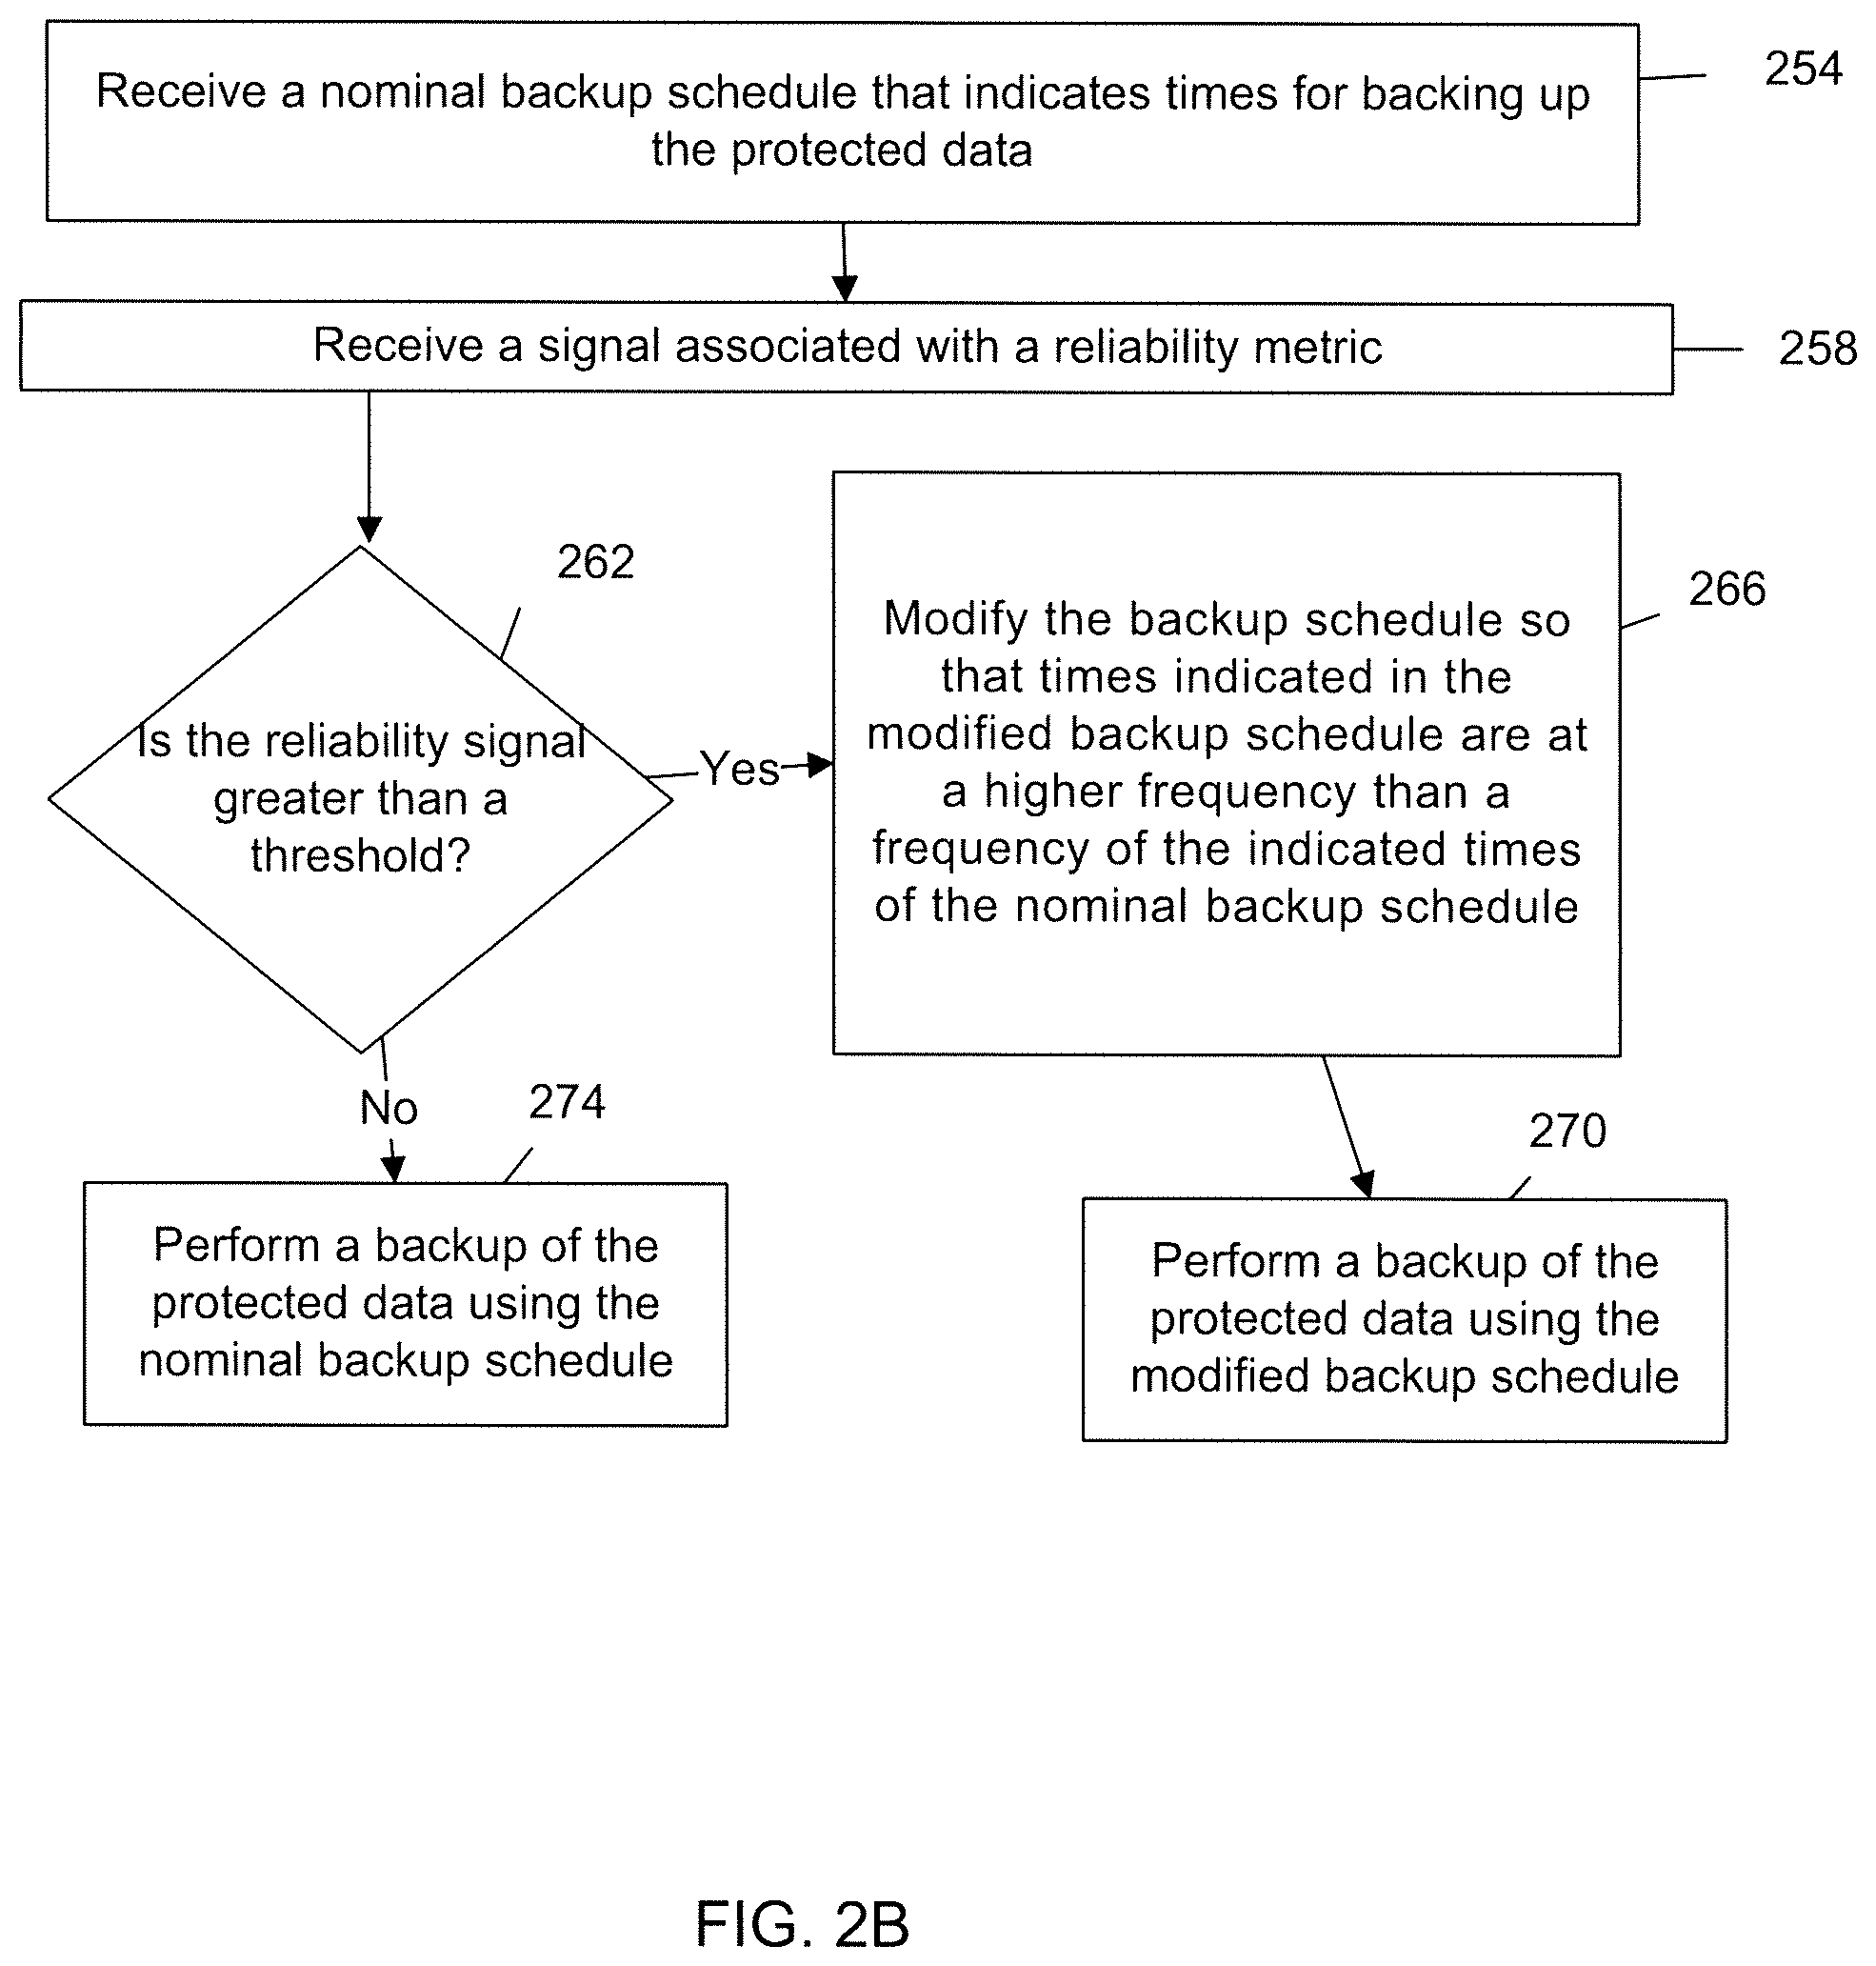 Receive a nominal backup schedule that indicates times for backing up
the protected data
254
Receive a signal associated with a reliability metric
258
262
Is the reliability signal
greater than a
threshold?
Yes
266
Modify the backup schedule so
that times indicated in the
modified backup schedule are at
a higher frequency than a
frequency of the indicated times
of the nominal backup schedule
No
274
Perform a backup of the
protected data using the
nominal backup schedule
270
Perform a backup of the
protected data using the
modified backup schedule
FIG. 2B